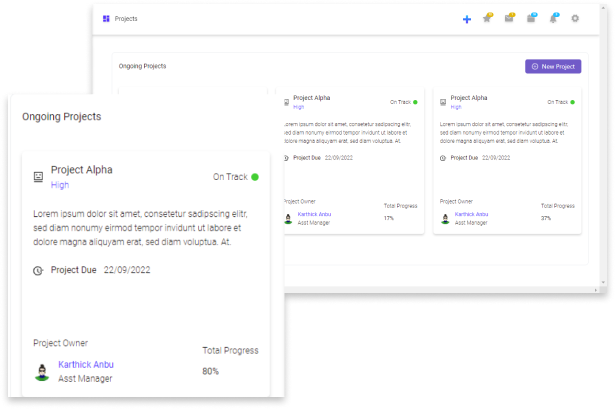 Projects
Ongoing Projects
New Project
Project Alpha
High
On Track
Lorem ipsum dolor sit amet, consetetur sadipscing elitr,
sed diam nonumy eirmod tempor invidunt ut labore et
dolore magna aliquyam erat, sed diam voluptua. At.
Project Due 22/09/2022
Project Owner
Total Progress
Karthick Anbu
Asst Manager
17%
Project Alpha
High
On Track
Lorem ipsum dolor sit amet, consetetur sadipscing elitr,
sed diam nonumy eirmod tempor invidunt ut labore et
dolore magna aliquyam erat, sed diam voluptua. At.
Project Due 22/09/2022
Project Owner
Total Progress
Karthick Anbu
Asst Manager
37%
Ongoing Projects
Project Alpha
High
On Track
Lorem ipsum dolor sit amet, consetetur sadipscing elitr,
sed diam nonumy eirmod tempor invidunt ut labore et
dolore magna aliquyam erat, sed diam voluptua. At.
Project Due 22/09/2022
Project Owner
Total Progress
Karthick Anbu
Asst Manager
80%